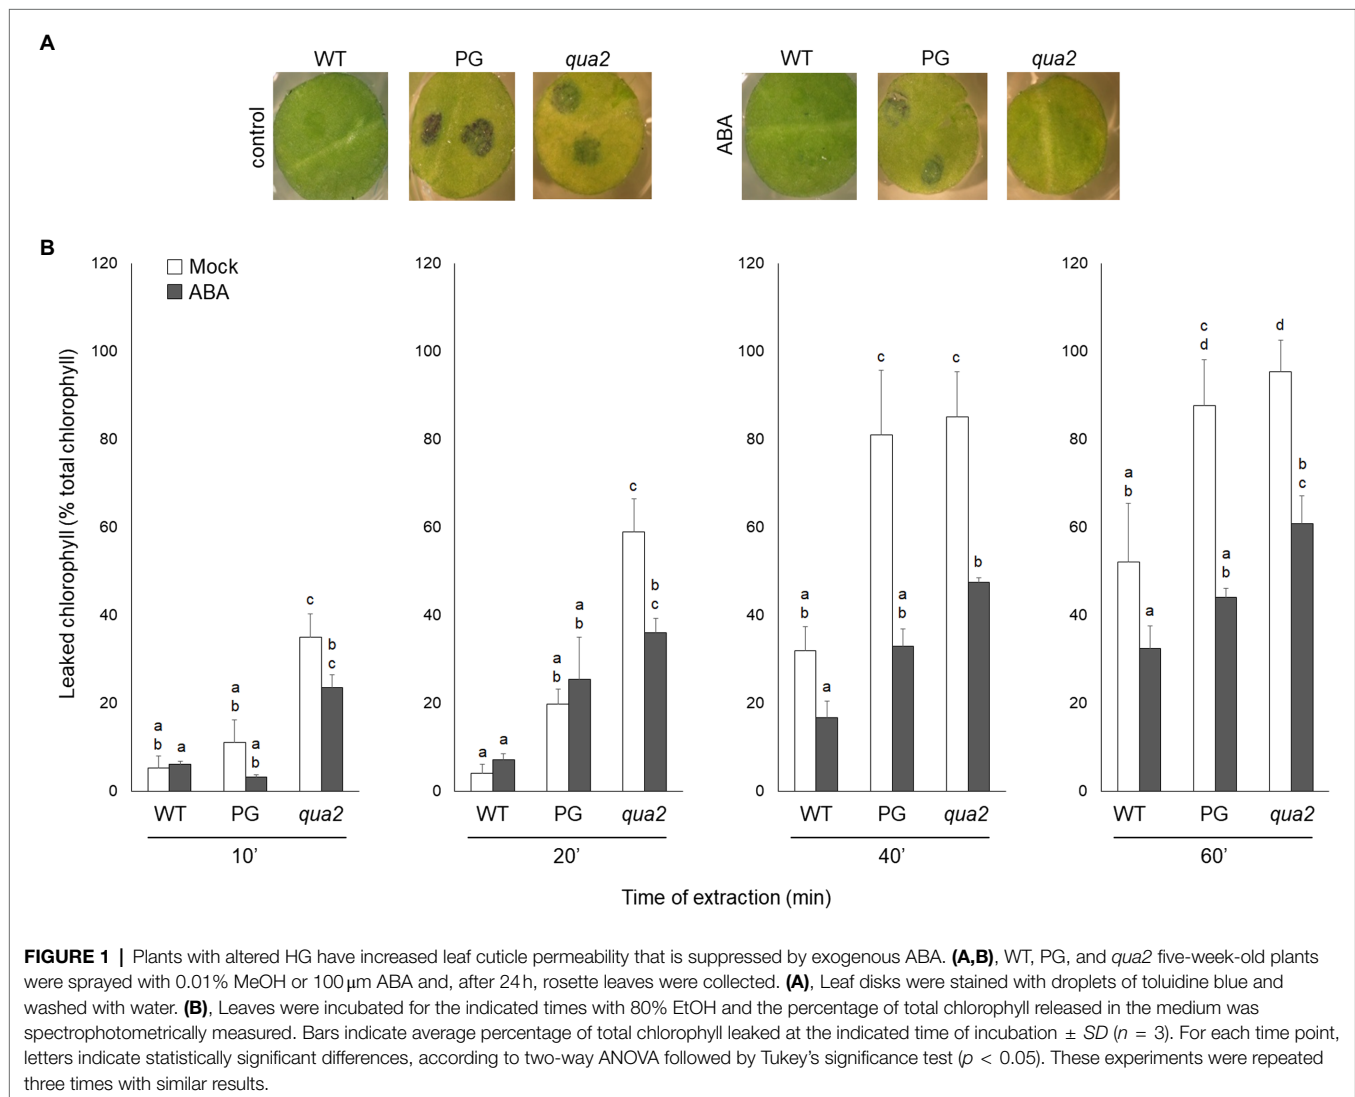 A
WT PG qua2 WT PG qua2
control ABA
B
Mock
ABA
Leaked chlorophyll (% total chlorophyll)
120 120 120 120
100 100 100 100
80 80 80 80
60 60 60 60
40 40 40 40
20 20 20 20
0 0 0 0
a b a a b a b c b c
a a a b a b c b c
a b a c a b c b
a b a c d a b d b c
WT PG qua2 WT PG qua2 WT PG qua2 WT PG qua2
10’ 20’ 40’ 60’
Time of extraction (min)
FIGURE 1 | Plants with altered HG have increased leaf cuticle permeability that is suppressed by exogenous ABA. (A,B), WT, PG, and qua2 five-week-old plants
were sprayed with 0.01% MeOH or 100 μm ABA and, after 24 h, rosette leaves were collected. (A), Leaf disks were stained with droplets of toluidine blue and
washed with water. (B), Leaves were incubated for the indicated times with 80% EtOH and the percentage of total chlorophyll released in the medium was
spectrophotometrically measured. Bars indicate average percentage of total chlorophyll leaked at the indicated time of incubation ± SD (n = 3). For each time point,
letters indicate statistically significant differences, according to two-way ANOVA followed by Tukey’s significance test (p < 0.05). These experiments were repeated
three times with similar results.